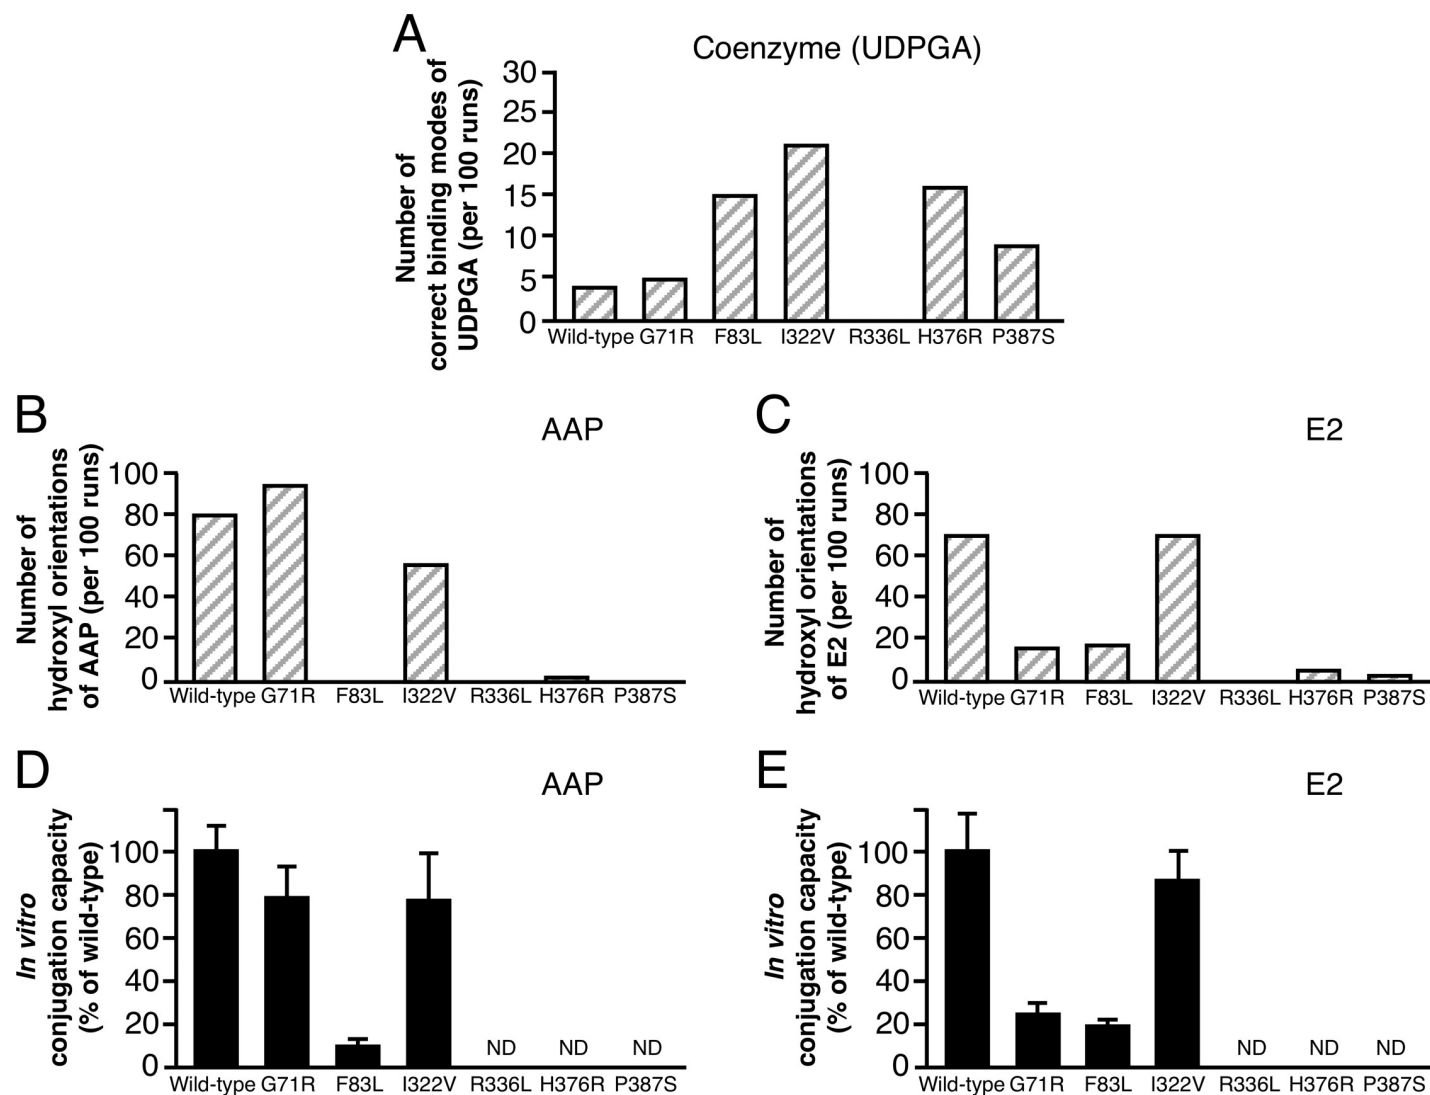 A
Coenzyme (UDPGA)
Number of
correct binding modes of
UDPGA (per 100 runs)
30
25
20
15
10
5
0
Wild-type G71R F83L I322V R336L H376R P387S
B
AAP
Number of
hydroxyl orientations
of AAP (per 100 runs)
100
80
60
40
20
0
Wild-type G71R F83L I322V R336L H376R P387S
C
E2
Number of
hydroxyl orientations
of E2 (per 100 runs)
100
80
60
40
20
0
Wild-type G71R F83L I322V R336L H376R P387S
D
AAP
In vitro
conjugation capacity
(% of wild-type)
100
80
60
40
20
0
ND ND ND
Wild-type G71R F83L I322V R336L H376R P387S
E
E2
In vitro
conjugation capacity
(% of wild-type)
100
80
60
40
20
0
ND ND ND
Wild-type G71R F83L I322V R336L H376R P387S